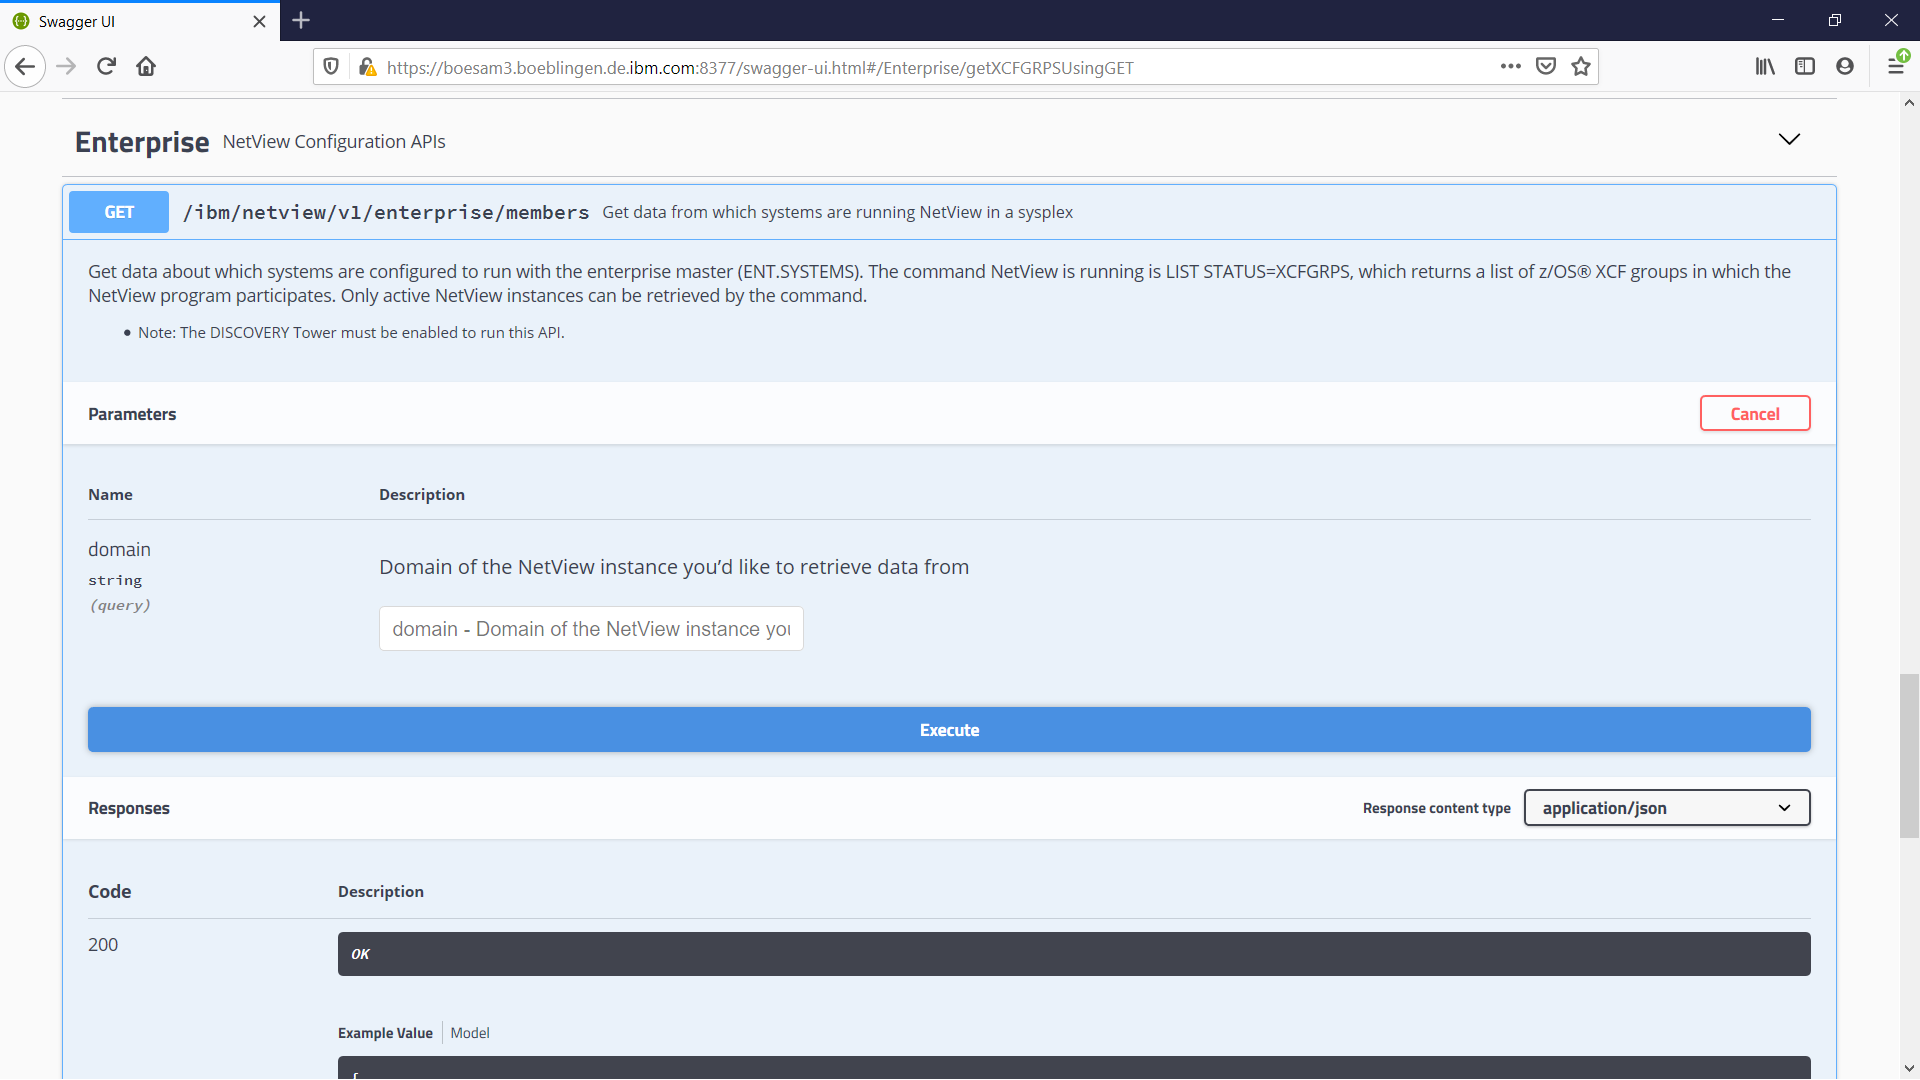 Swagger UI
https://boesam3.boeblingen.de.ibm.com:8377/swagger-ui.html#/Enterprise/getXCFGRPSUsingGET
Enterprise NetView Configuration APIs
GET /ibm/netview/v1/enterprise/members Get data from which systems are running NetView in a sysplex
Get data about which systems are configured to run with the enterprise master (ENT.SYSTEMS). The command NetView is running is LIST STATUS=XCFGRPS, which returns a list of z/OS® XCF groups in which the
NetView program participates. Only active NetView instances can be retrieved by the command.
• Note: The DISCOVERY Tower must be enabled to run this API.
Parameters Cancel
Name Description
domain
string
(query)
Domain of the NetView instance you’d like to retrieve data from
domain - Domain of the NetView instance you
Execute
Responses Response content type application/json
Code Description
200 OK
Example Value Model
{